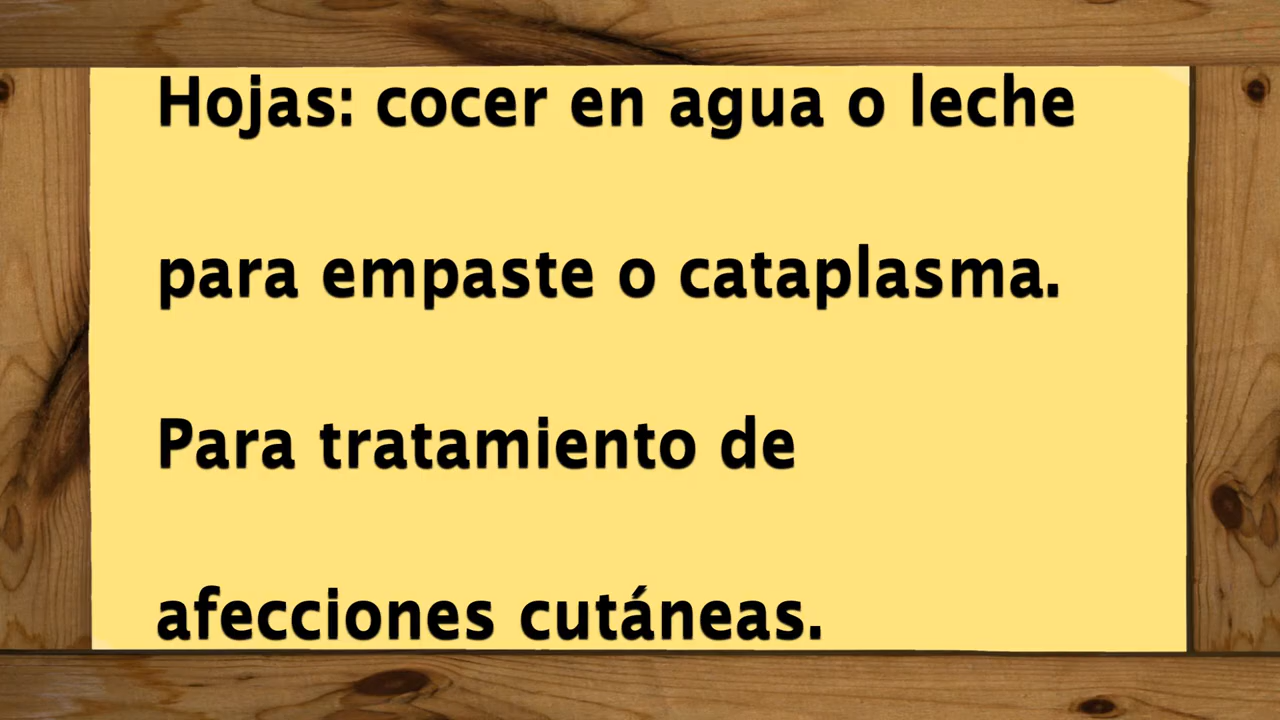 Hojas: cocer en agua o leche
para empaste o cataplasma.
Para tratamiento de
afecciones cutáneas.